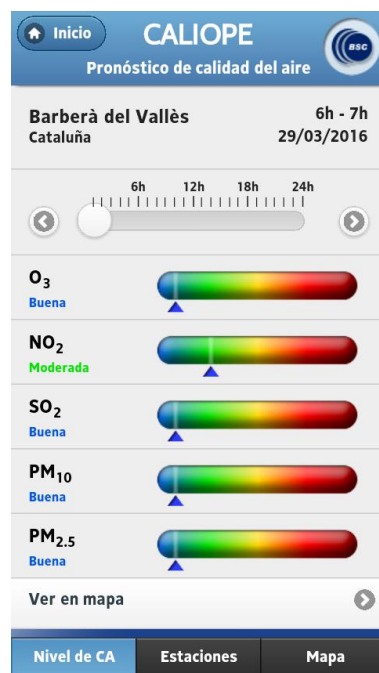 Inicio
CALIOPE
BSC
Pronóstico de calidad del aire
Barberà del Vallès
6h - 7h
Cataluña
29/03/2016
6h 12h 18h 24h
O3
Buena
NO2
Moderada
SO2
Buena
PM10
Buena
PM2.5
Buena
Ver en mapa
Nivel de CA
Estaciones
Mapa